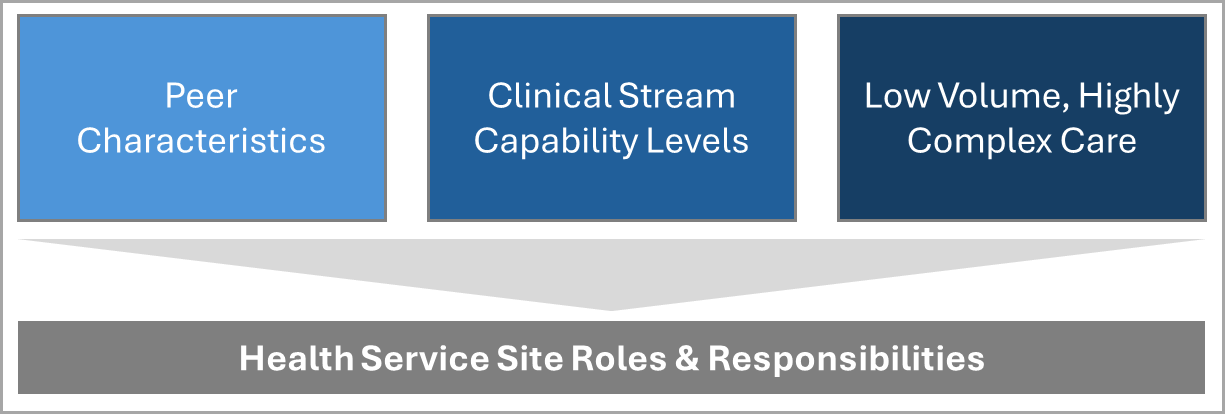 Peer
Characteristics
Clinical Stream
Capability Levels
Low Volume, Highly
Complex Care
Health Service Site Roles & Responsibilities